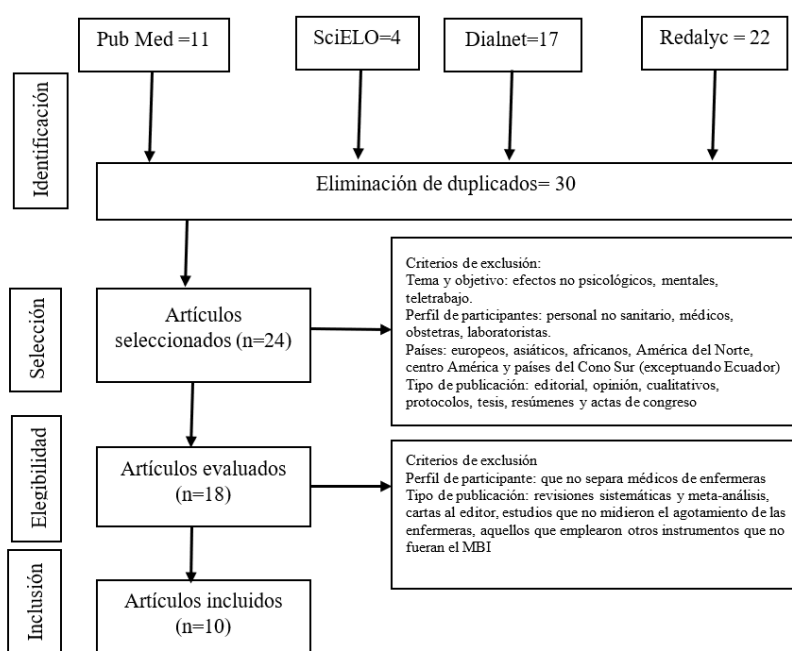 Pub Med =11
SciELO=4
Dialnet=17
Redalyc = 22
Identificación
Eliminación de duplicados= 30
Selección
Artículos
seleccionados (n=24)
Criterios de exclusión:
Tema y objetivo: efectos no psicológicos, mentales,
teletrabajo.
Perfil de participantes: personal no sanitario, médicos,
obstetras, laboratoristas.
Países: europeos, asiáticos, africanos, América del Norte,
centro América y países del Cono Sur (exceptuando Ecuador)
Tipo de publicación: editorial, opinión, cualitativos,
protocolos, tesis, resúmenes y actas de congreso
Elegibilidad
Artículos evaluados
(n=18)
Criterios de exclusión
Perfil de participante: que no separa médicos de enfermeras
Tipo de publicación: revisiones sistemáticas y meta-análisis,
cartas al editor, estudios que no midieron el agotamiento de las
enfermeras, aquellos que emplearon otros instrumentos que no
fueran el MBI
Inclusión
Artículos incluidos
(n=10)